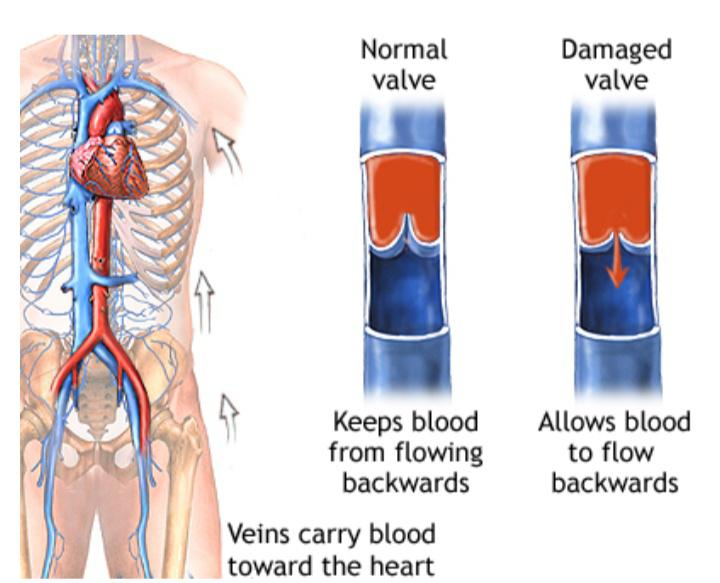 Normal
valve
Damaged
valve
Keeps blood
from flowing
backwards
Allows blood
to flow
backwards
Veins carry blood
toward the heart